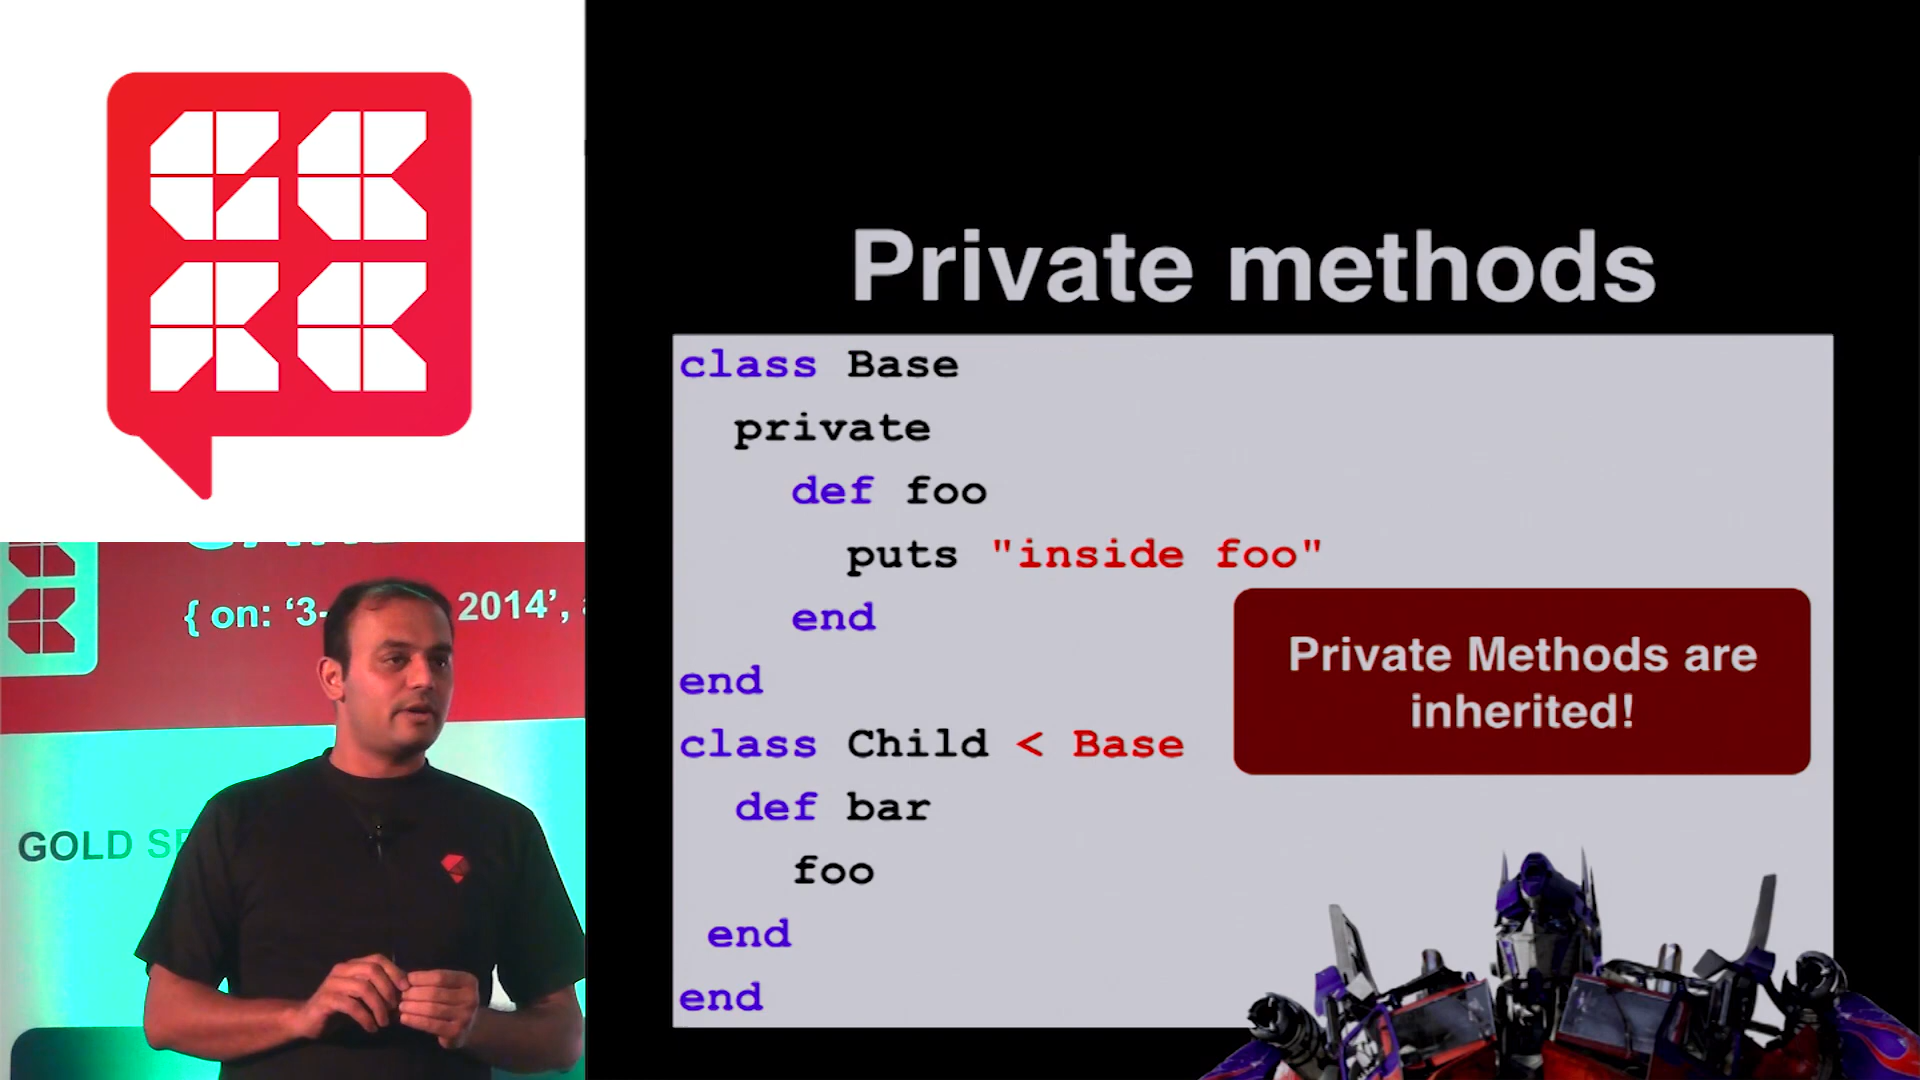 { on: ‘3-
2014’,
GOLD
Private methods
class Base
private
def foo
puts "inside foo"
end
end
class Child < Base
def bar
foo
end
end
Private Methods are
inherited!